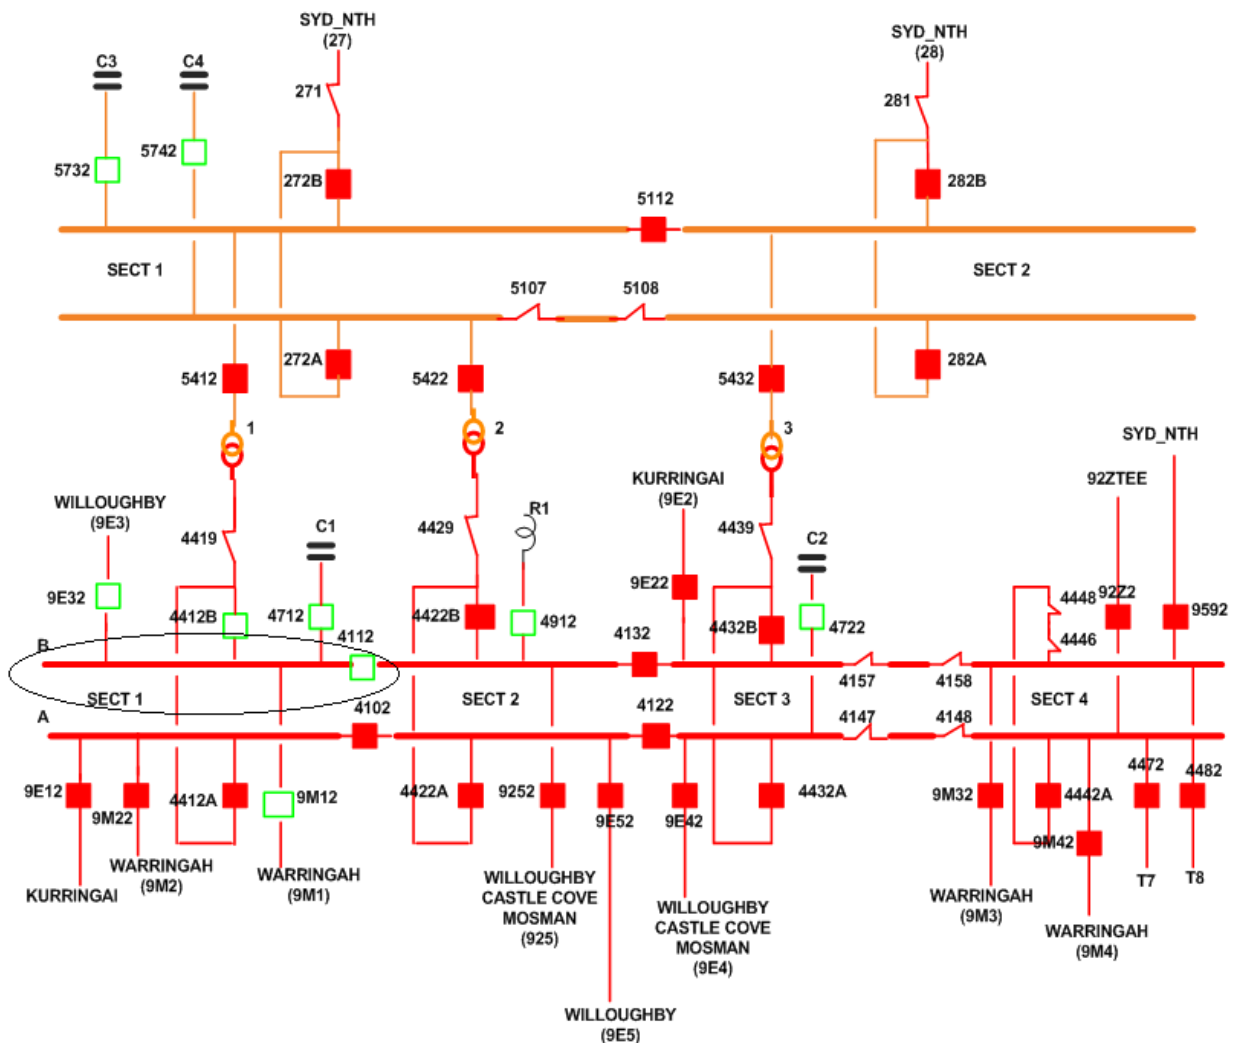 SYD_NTH
(27)
SYD_NTH
(28)
C3
C4
271
281
5742
5732
272B
282B
5112
SECT 1
SECT 2
5107
5108
272A
282A
5412
5422
5432
1
2
3
SYD_NTH
KURRINGAI
(9E2)
92ZTEE
WILLOUGHBY
(9E3)
R1
C1
C2
4419
4429
4439
9E32
4412B
4712
4112
4422B
4912
9E22
4132
4432B
4722
4448
92Z2
9592
4446
B
4157
4158
SECT 1
SECT 2
SECT 3
SECT 4
A
4102
4122
4147
4148
9E12
9M22
4412A
9M12
4422A
9252
9E52
9E42
4432A
9M32
4442A
4472
4482
9M42
KURRINGAI
WARRINGAH
(9M2)
WARRINGAH
(9M1)
WILLOUGHBY
CASTLE COVE
MOSMAN
(925)
WILLOUGHBY
CASTLE COVE
MOSMAN
(9E4)
WARRINGAH
(9M3)
T7
T8
WARRINGAH
(9M4)
WILLOUGHBY
(9E5)